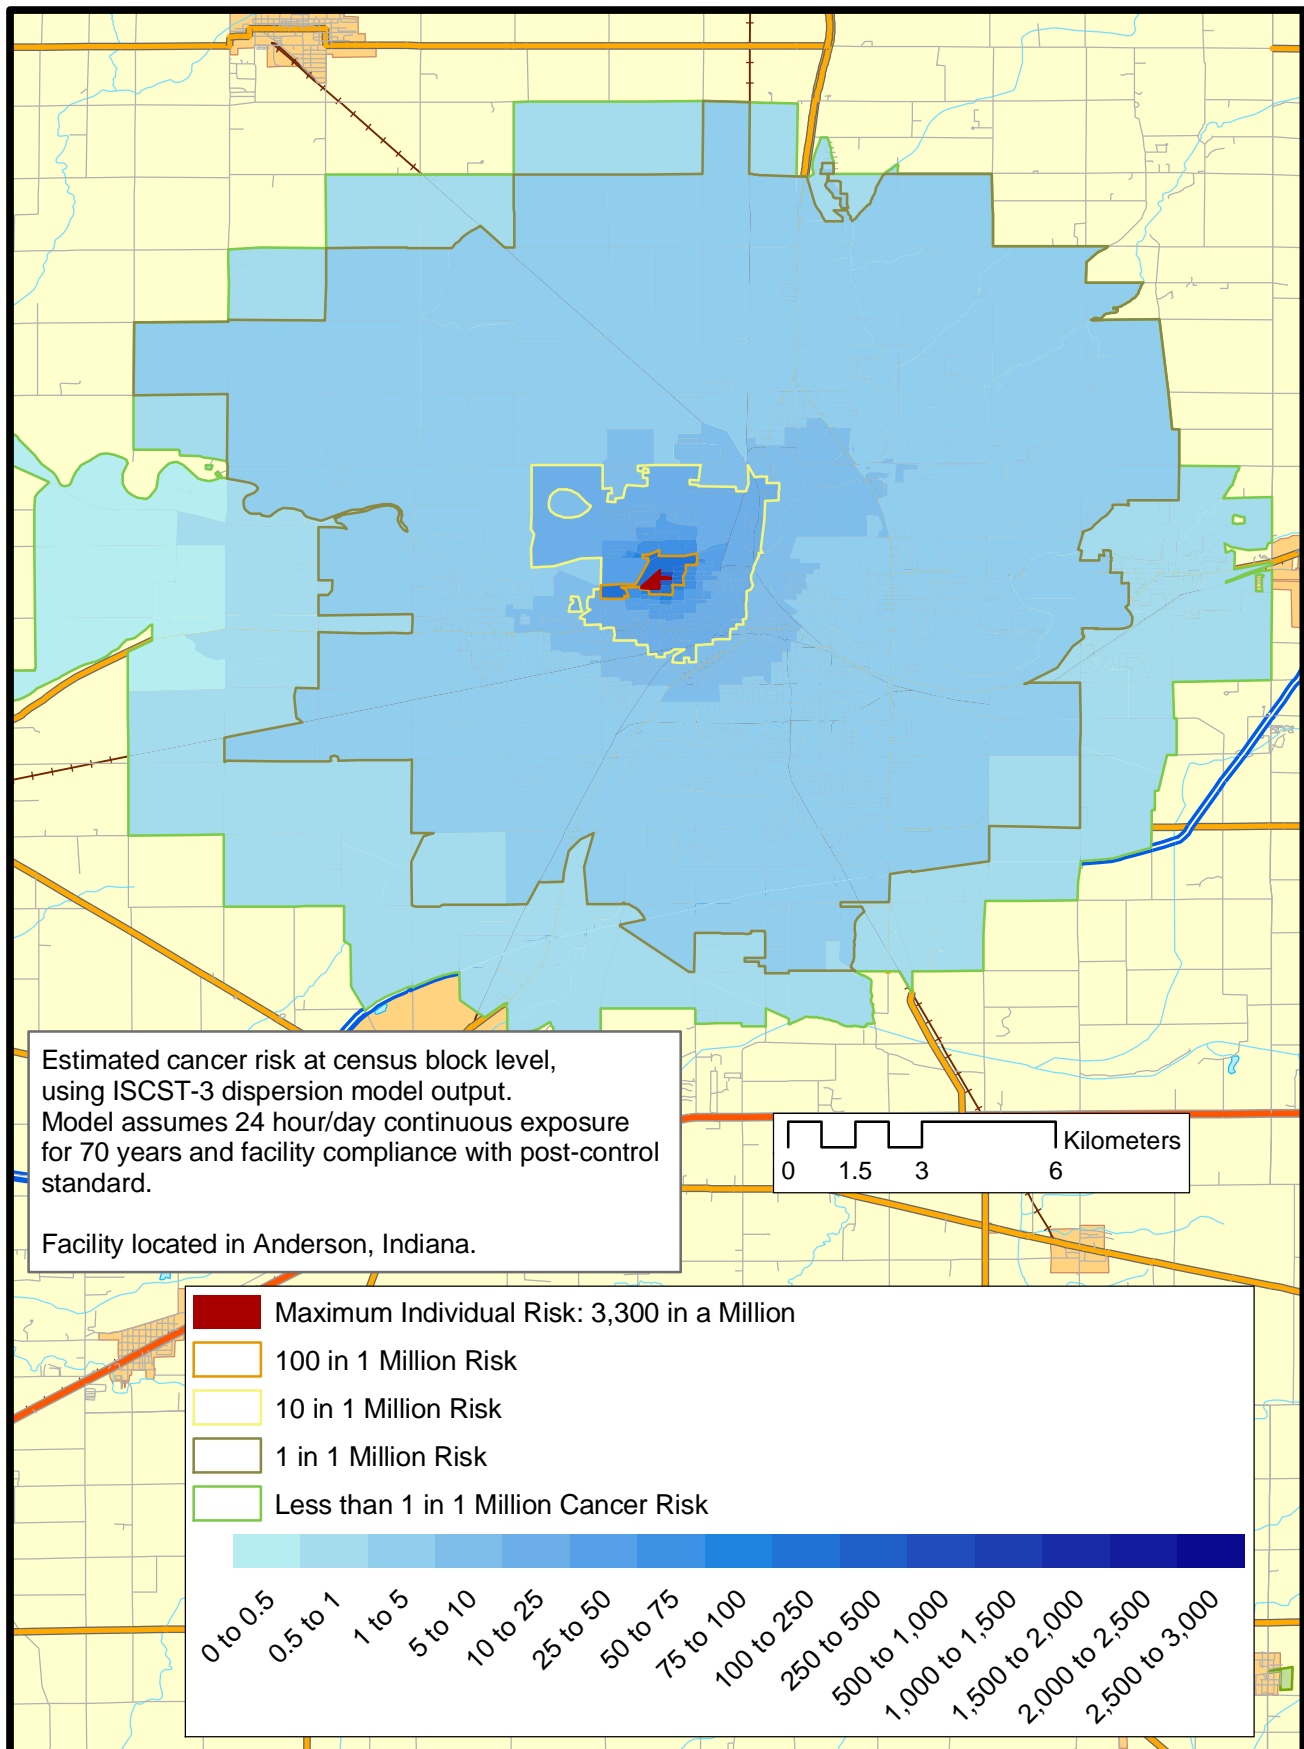 Estimated cancer risk at census block level,
using ISCST-3 dispersion model output.
Model assumes 24 hour/day continuous exposure
for 70 years and facility compliance with post-control
standard.
Facility located in Anderson, Indiana.
Kilometers
0 1.5 3 6
Maximum Individual Risk: 3,300 in a Million
100 in 1 Million Risk
10 in 1 Million Risk
1 in 1 Million Risk
Less than 1 in 1 Million Cancer Risk
0 to 0.5
0.5 to 1
1 to 5
5 to 10
10 to 25
25 to 50
50 to 75
75 to 100
100 to 250
250 to 500
500 to 1,000
1,000 to 1,500
1,500 to 2,000
2,000 to 2,500
2,500 to 3,000